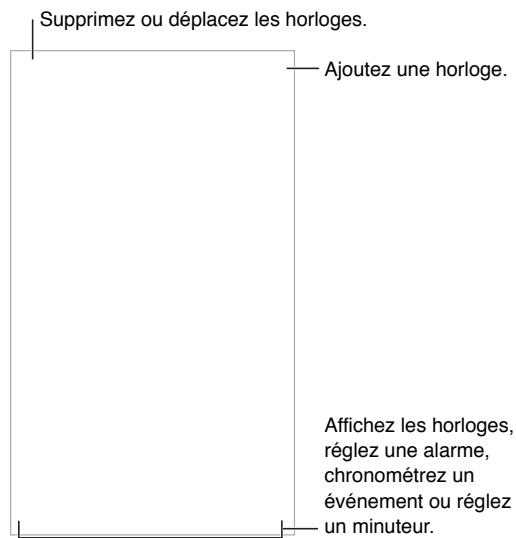 Supprimez ou déplacez les horloges.
Ajoutez une horloge.
Affichez les horloges,
réglez une alarme,
chronométrez un
événement ou réglez
un minuteur.